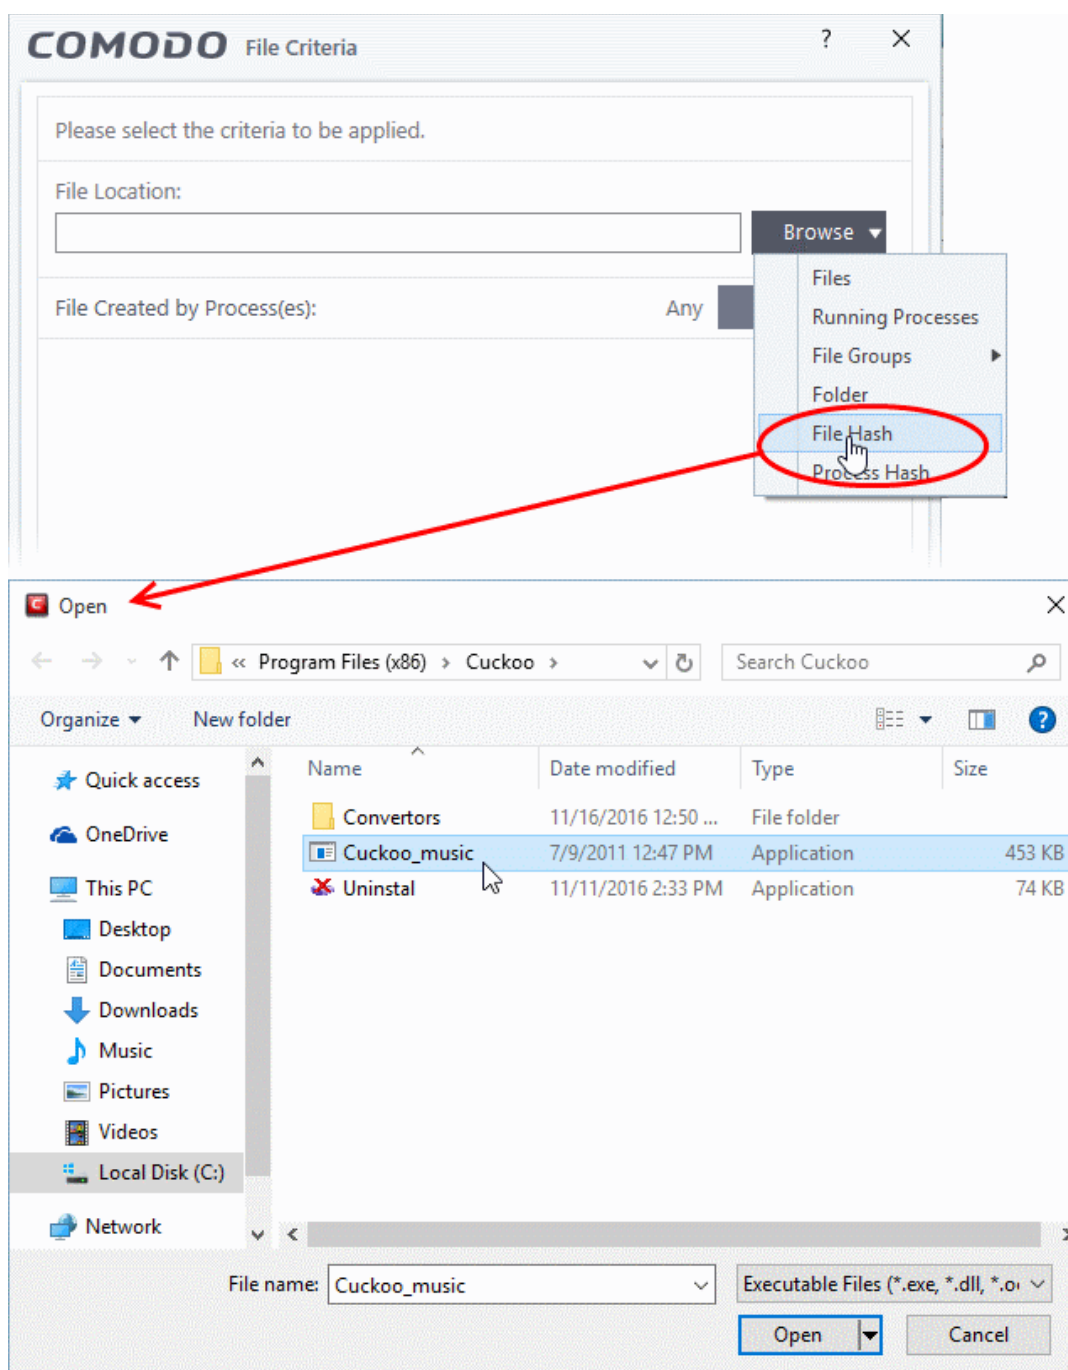 COMODO File Criteria ?
Please select the criteria to be applied.
File Location:
Browse
Files
File Created by Process(es): Any
Running Processes
File Groups
Folder
File Hash
Process Hash
Open
« Program Files (x86) > Cuckoo > Search Cuckoo
Organize New folder ?
Name Date modified Type Size
Quick access
OneDrive
This PC
Desktop
Documents
Downloads
Music
Pictures
Videos
Local Disk (C:)
Network
Convertors 11/16/2016 12:50 ... File folder
Cuckoo_music 7/9/2011 12:47 PM Application 453 KB
Uninstal 11/11/2016 2:33 PM Application 74 KB
File name: Cuckoo_music Executable Files (*.exe, *.dll, *.o
Open Cancel